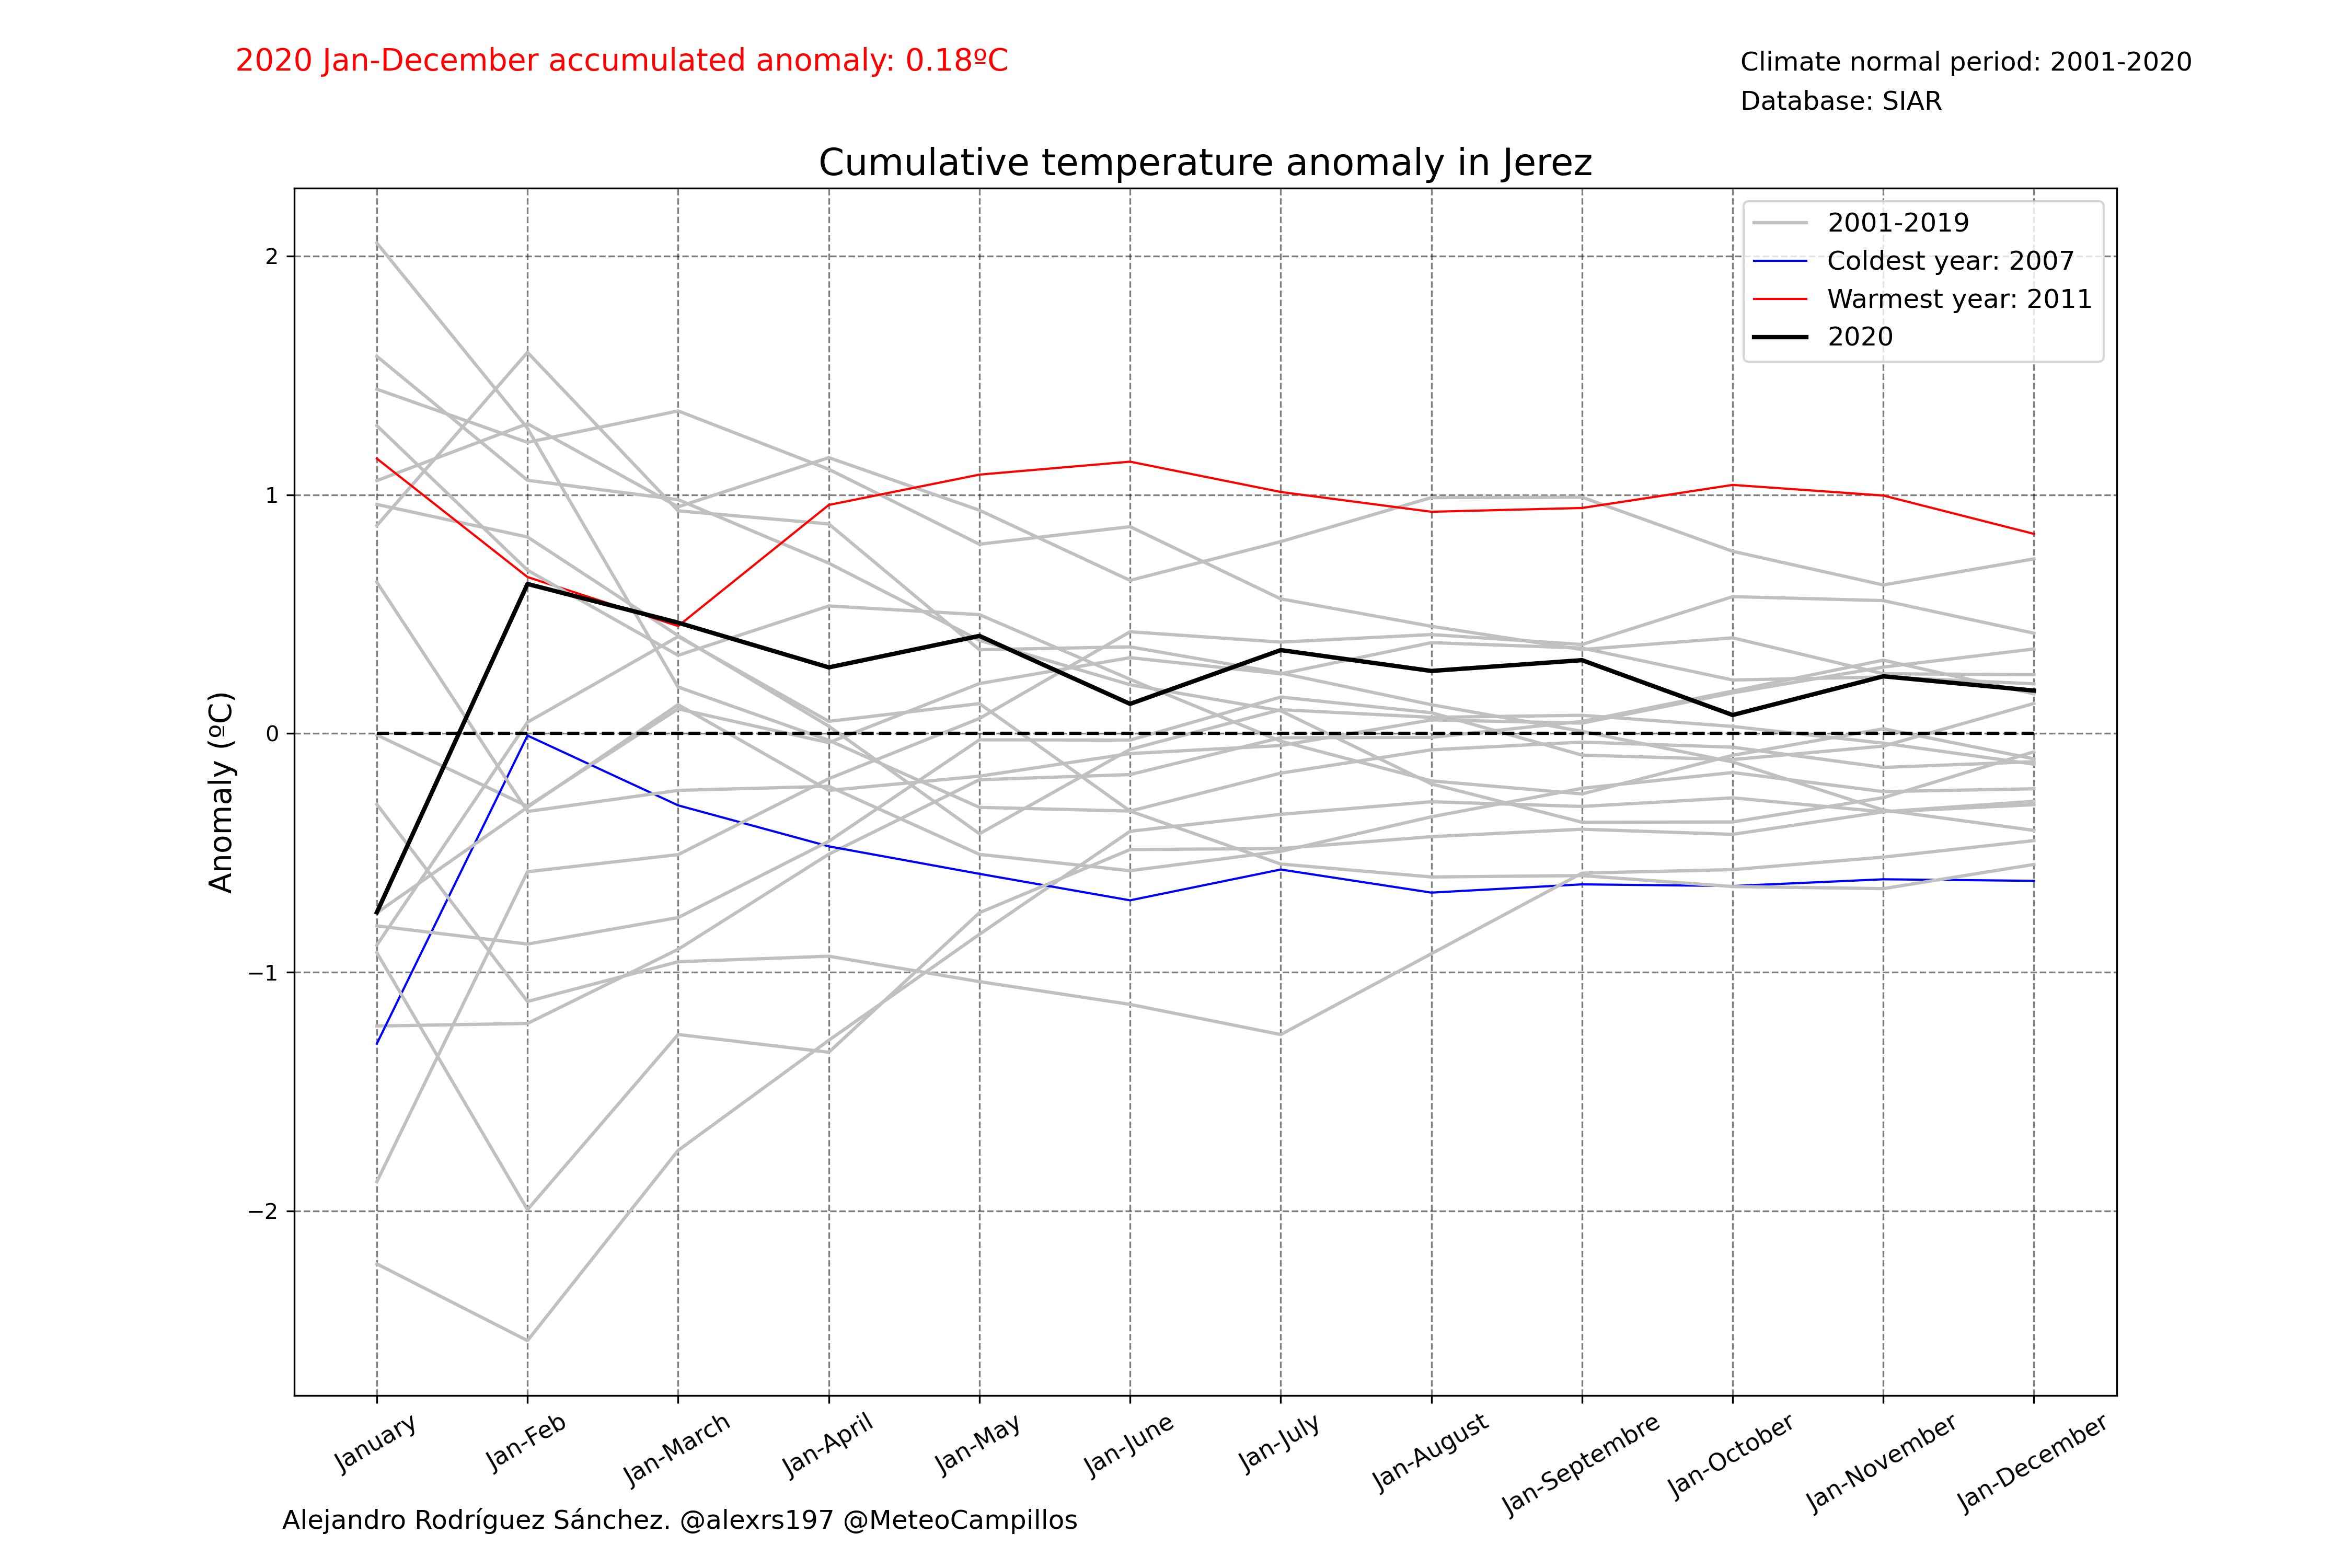 2020 Jan-December accumulated anomaly: 0.18ºC
Climate normal period: 2001-2020
Database: SIAR
Cumulative temperature anomaly in Jerez
2001-2019
Coldest year: 2007
Warmest year: 2011
2020
Anomaly (ºC)
2
1
0
−1
−2
January
Jan-Feb
Jan-March
Jan-April
Jan-May
Jan-June
Jan-July
Jan-August
Jan-Septembre
Jan-October
Jan-November
Jan-December
Alejandro Rodríguez Sánchez. @alexrs197 @MeteoCampillos